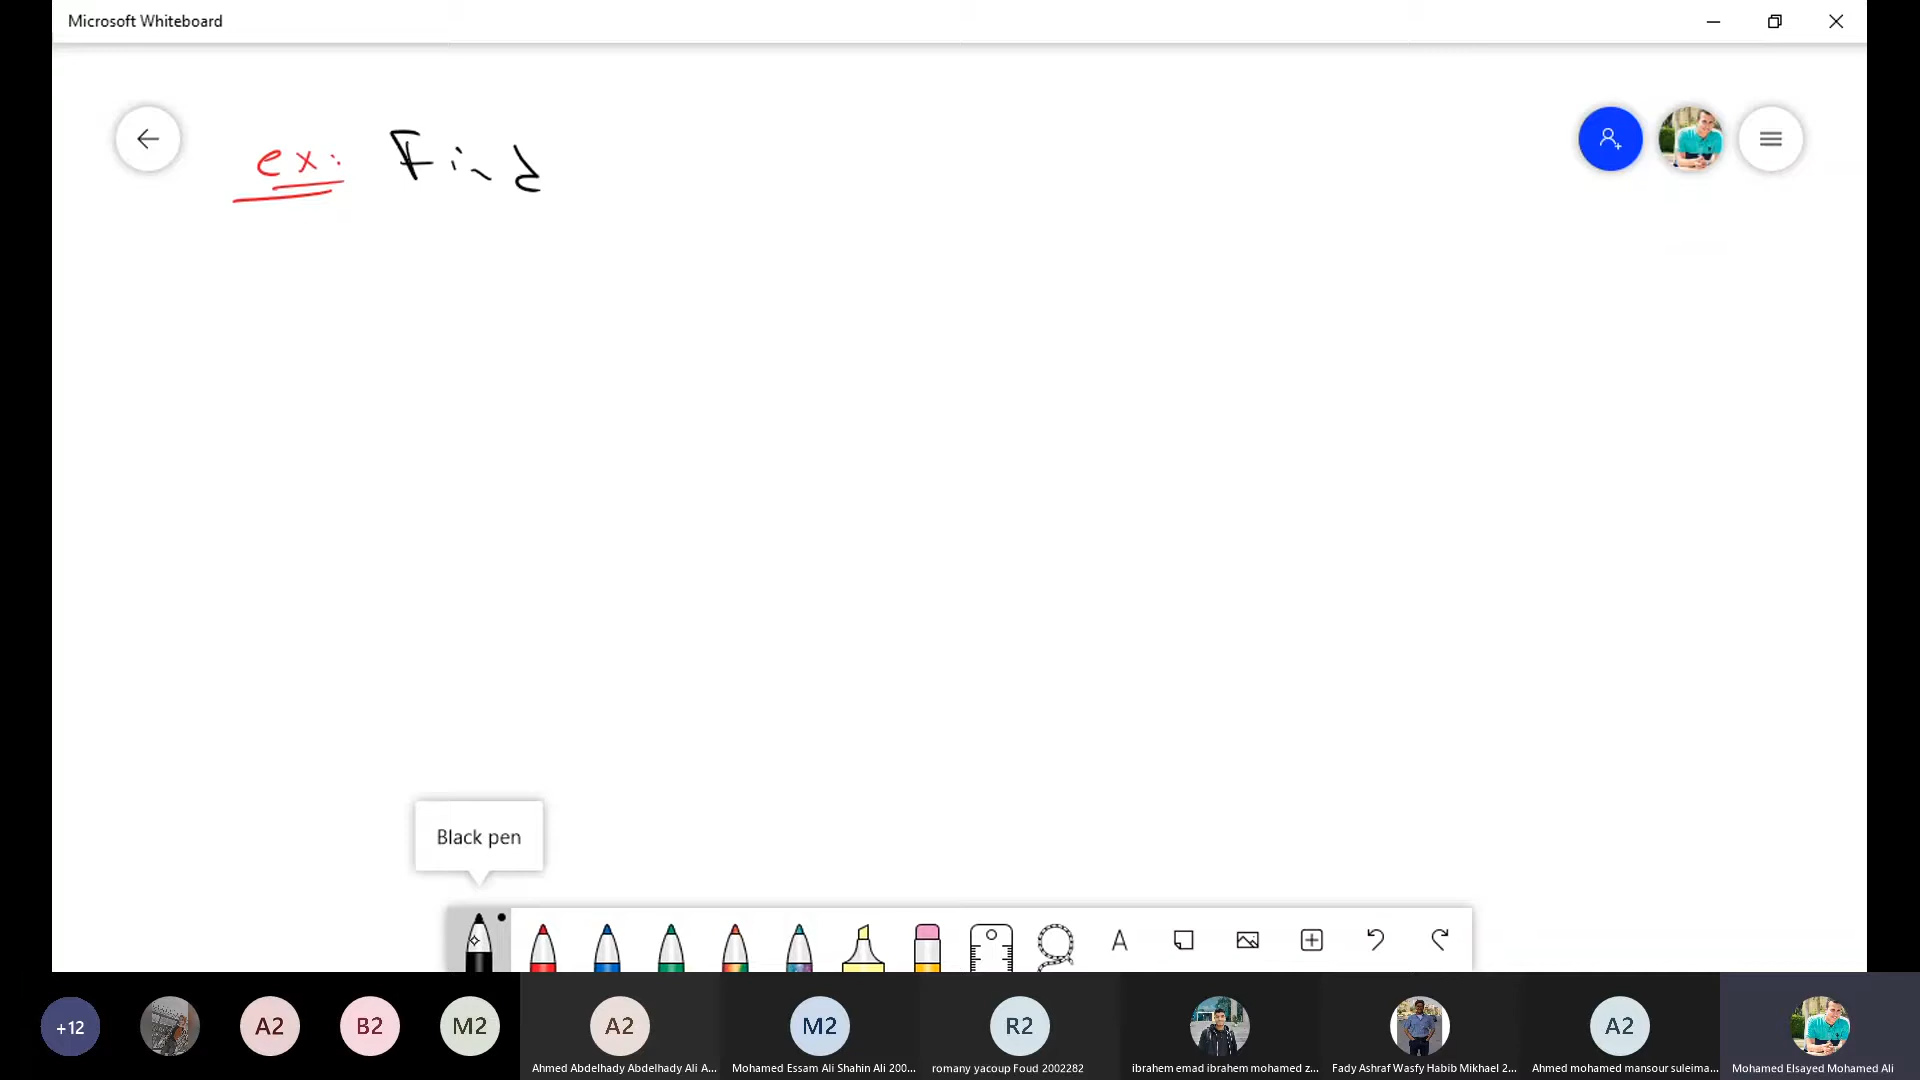 Microsoft Whiteboard
ex: Find
Black pen
A
+12
A2
B2
M2
A2
M2
R2
A2
Ahmed Abdelhady Abdelhady Ali A...
Mohamed Essam Ali Shahin Ali 200...
romany yacoup Foud 2002282
ibrahem emad ibrahem mohamed z...
Fady Ashraf Wasfy Habib Mikhael 2...
Ahmed mohamed mansour suleima...
Mohamed Elsayed Mohamed Ali